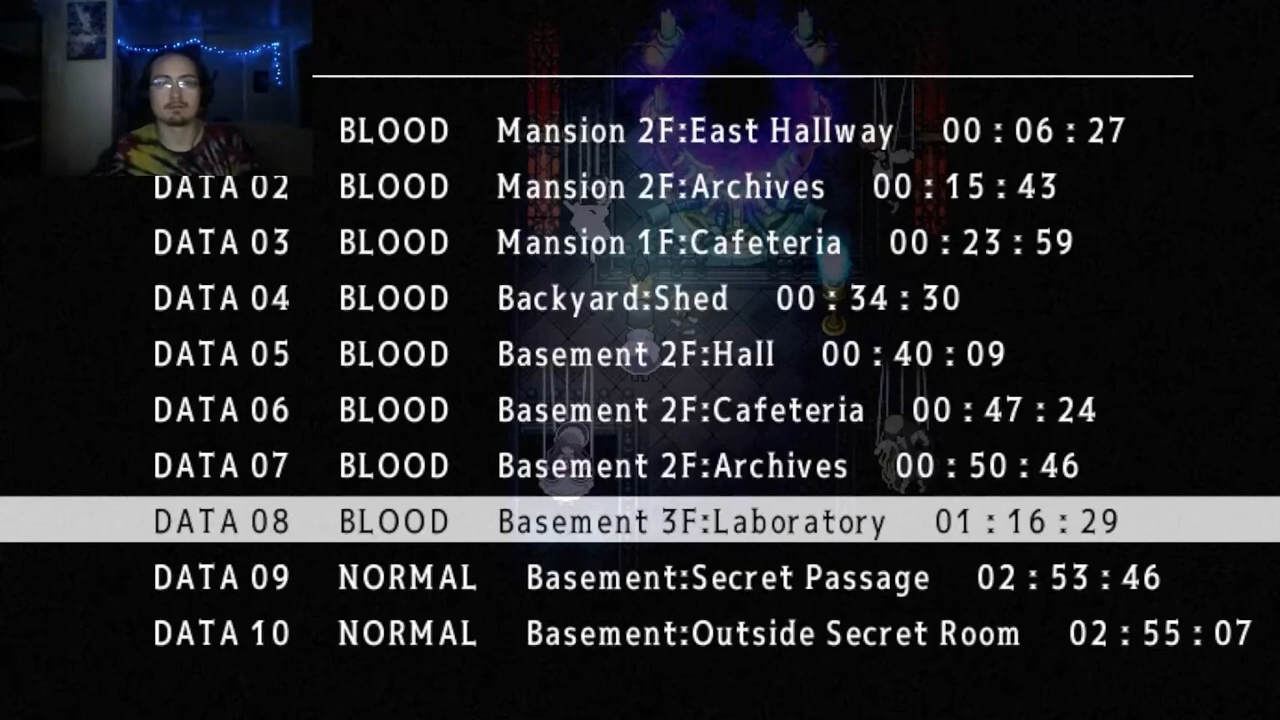 BLOOD Mansion 2F:East Hallway 00:06:27
DATA 02 BLOOD Mansion 2F:Archives 00:15:43
DATA 03 BLOOD Mansion 1F:Cafeteria 00:23:59
DATA 04 BLOOD Backyard:Shed 00:34:30
DATA 05 BLOOD Basement 2F:Hall 00:40:09
DATA 06 BLOOD Basement 2F:Cafeteria 00:47:24
DATA 07 BLOOD Basement 2F:Archives 00:50:46
DATA 08 BLOOD Basement 3F:Laboratory 01:16:29
DATA 09 NORMAL Basement:Secret Passage 02:53:46
DATA 10 NORMAL Basement:Outside Secret Room 02:55:07